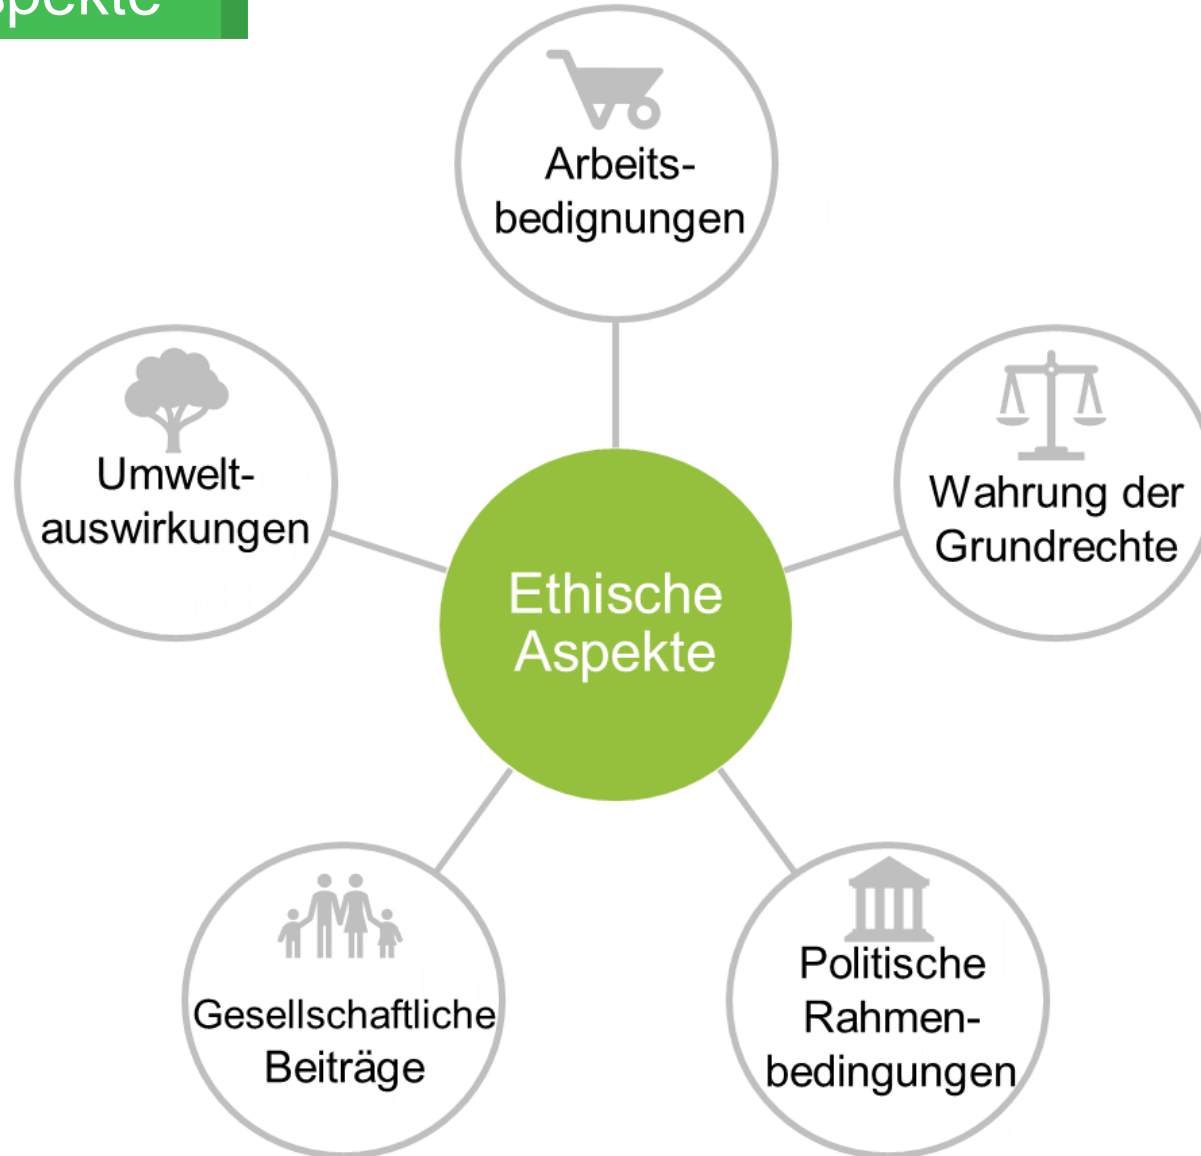 Arbeits-
bedignungen
Umwelt-
auswirkungen
Wahrung der
Grundrechte
Ethische
Aspekte
Gesellschaftliche
Beiträge
Politische
Rahmen-
bedingungen